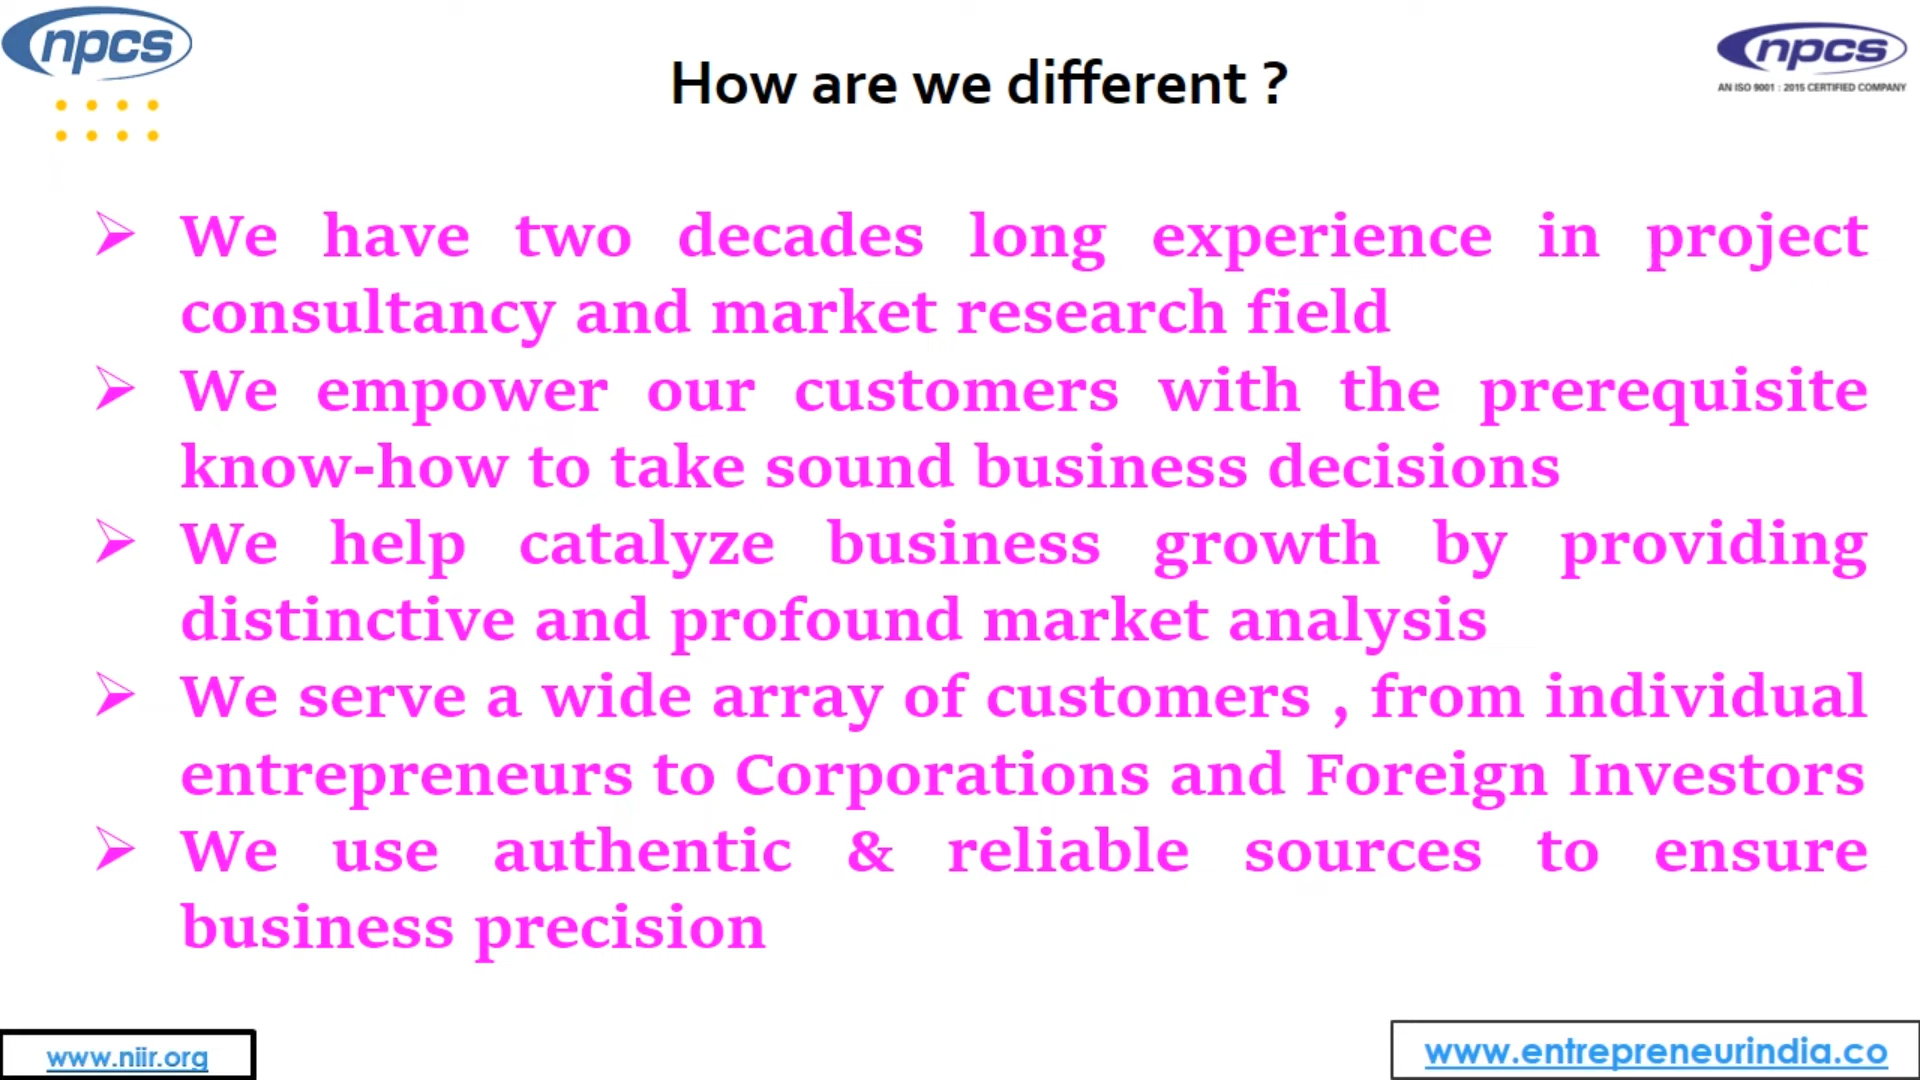 npcs
npcs
AN ISO 9001 : 2015 CERTIFIED COMPANY
How are we different ?
➢ We have two decades long experience in project
consultancy and market research field
➢ We empower our customers with the prerequisite
know-how to take sound business decisions
➢ We help catalyze business growth by providing
distinctive and profound market analysis
➢ We serve a wide array of customers , from individual
entrepreneurs to Corporations and Foreign Investors
➢ We use authentic & reliable sources to ensure
business precision
www.niir.org
www.entrepreneurindia.co